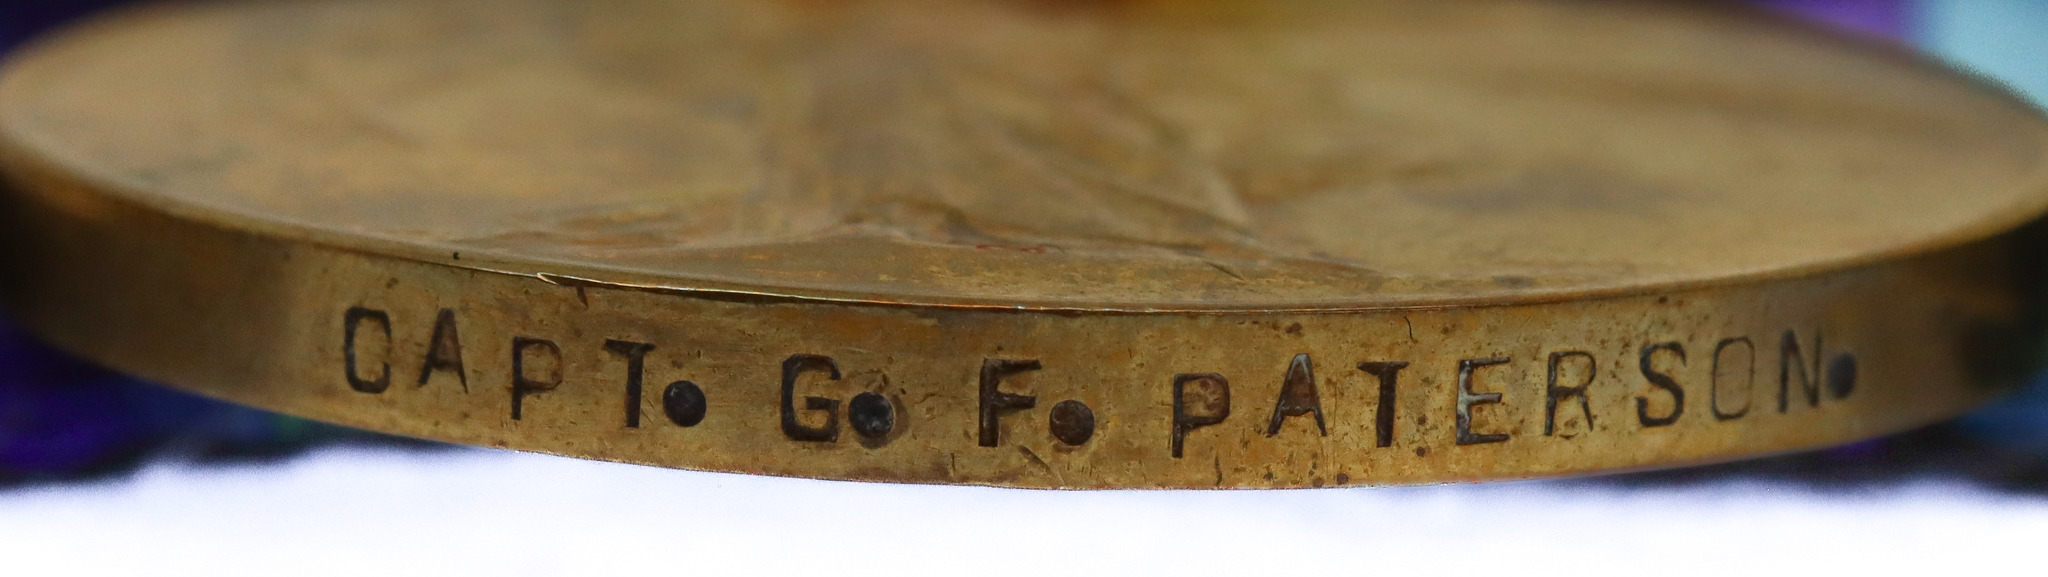 CAPT. G. F. PATERSON.